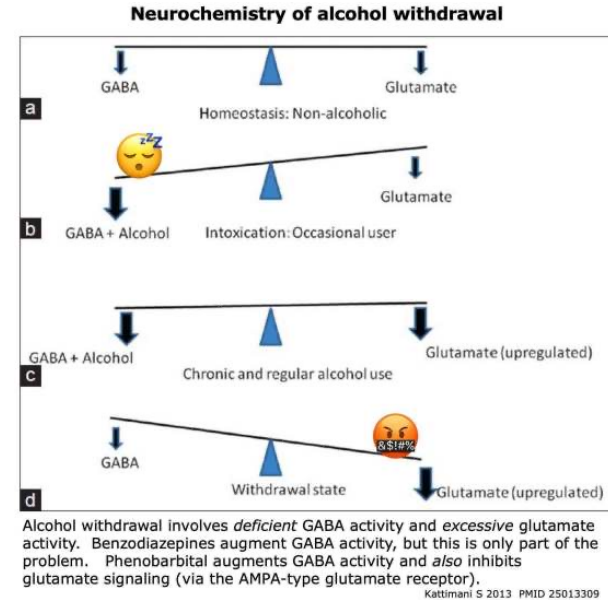 Neurochemistry of alcohol withdrawal
GABA
Glutamate
a
Homeostasis: Non-alcoholic
zzZ
Glutamate
b
GABA + Alcohol
Intoxication: Occasional user
GABA + Alcohol
Glutamate (upregulated)
c
Chronic and regular alcohol use
&$!#%
GABA
Withdrawal state
Glutamate (upregulated)
d
Alcohol withdrawal involves deficient GABA activity and excessive glutamate
activity. Benzodiazepines augment GABA activity, but this is only part of the
problem. Phenobarbital augments GABA activity and also inhibits
glutamate signaling (via the AMPA-type glutamate receptor).
Kattimani S 2013 PMID 25013309